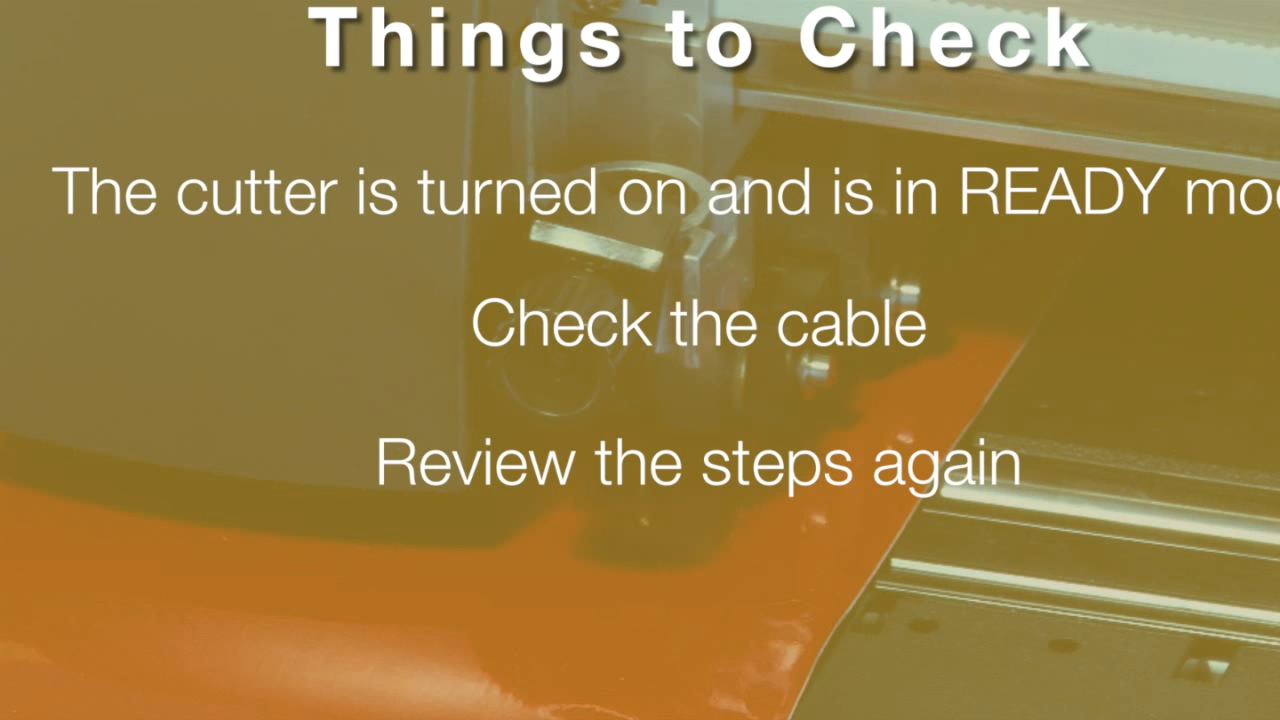 Things to Check
The cutter is turned on and is in READY
Check the cable
Review the steps again